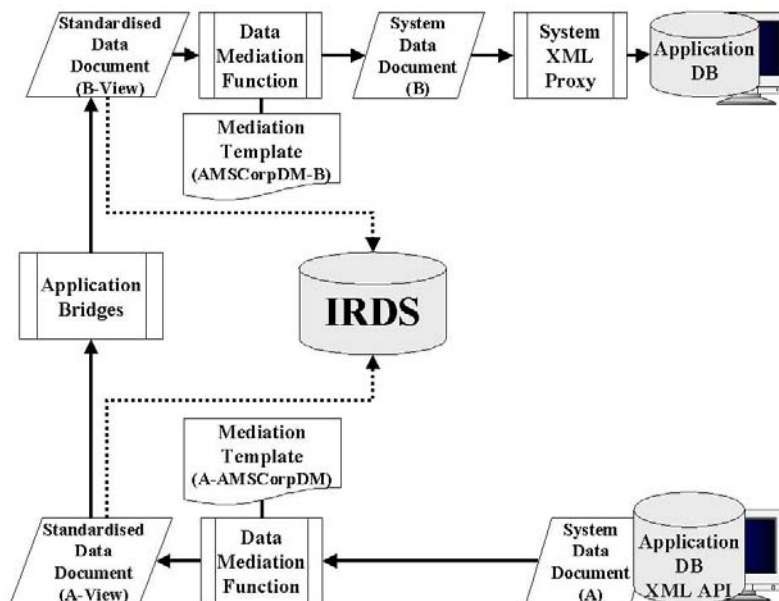 Standardised
Data
Document
(B-View)
Data
Mediation
Function
System
Data
Document
(B)
System
XML
Proxy
Application
DB
Mediation
Template
(AMSCorpDM-B)
Application
Bridges
IRDS
Mediation
Template
(A-AMSCorpDM)
Standardised
Data
Document
(A-View)
Data
Mediation
Function
System
Data
Document
(A)
Application
DB
XML API